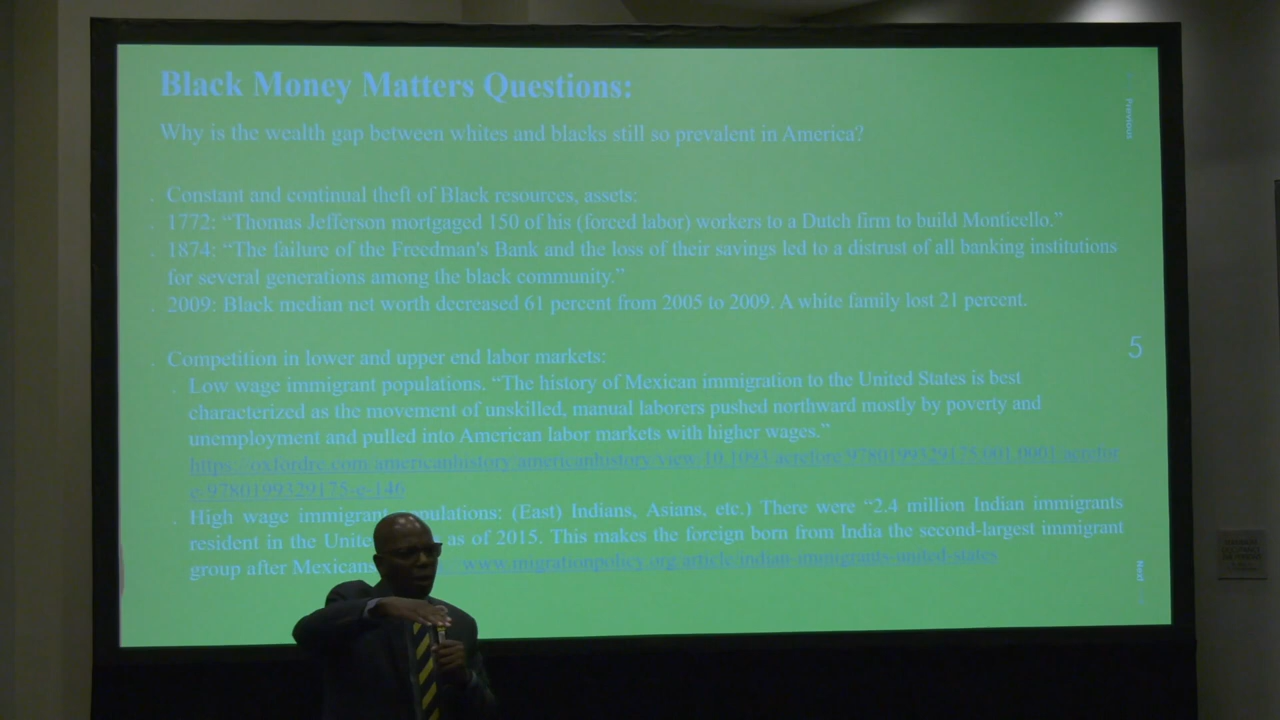 Black Money Matters Questions:
Previous
Why is the wealth gap between whites and blacks still so prevalent in America?
Constant and continual theft of Black resources, assets:
1772: “Thomas Jefferson mortgaged 150 of his (forced labor) workers to a Dutch firm to build Monticello.”
1874: “The failure of the Freedman's Bank and the loss of their savings led to a distrust of all banking institutions
for several generations among the black community.”
2009: Black median net worth decreased 61 percent from 2005 to 2009. A white family lost 21 percent.
5
Competition in lower and upper end labor markets:
Low wage immigrant populations. “The history of Mexican immigration to the United States is best
characterized as the movement of unskilled, manual laborers pushed northward mostly by poverty and
unemployment and pulled into American labor markets with higher wages.”
e-9780199329175-e-146
High wage immigrant populations: (East) Indians, Asians, etc.) There were “2.4 million Indian immigrants
resident in the as of 2015. This makes the foreign born from India the second-largest immigrant
group after Mexicans www.migrationpolicy.org/article/indian-immigrants-united-states
Next